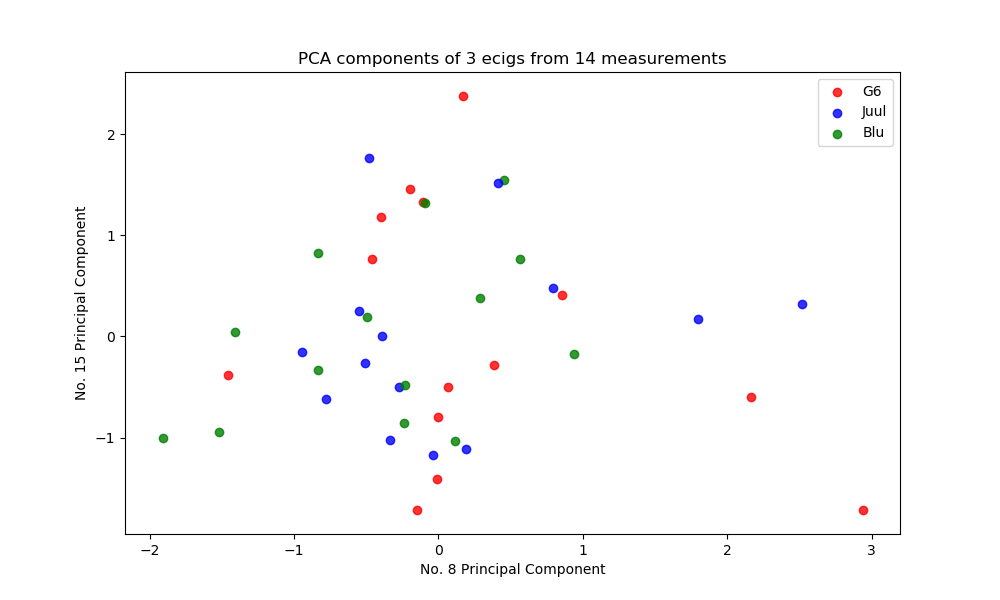 PCA components of 3 ecigs from 14 measurements
G6
Juul
Blu
2
1
0
−1
No. 15 Principal Component
−2 −1 0 1 2 3
No. 8 Principal Component